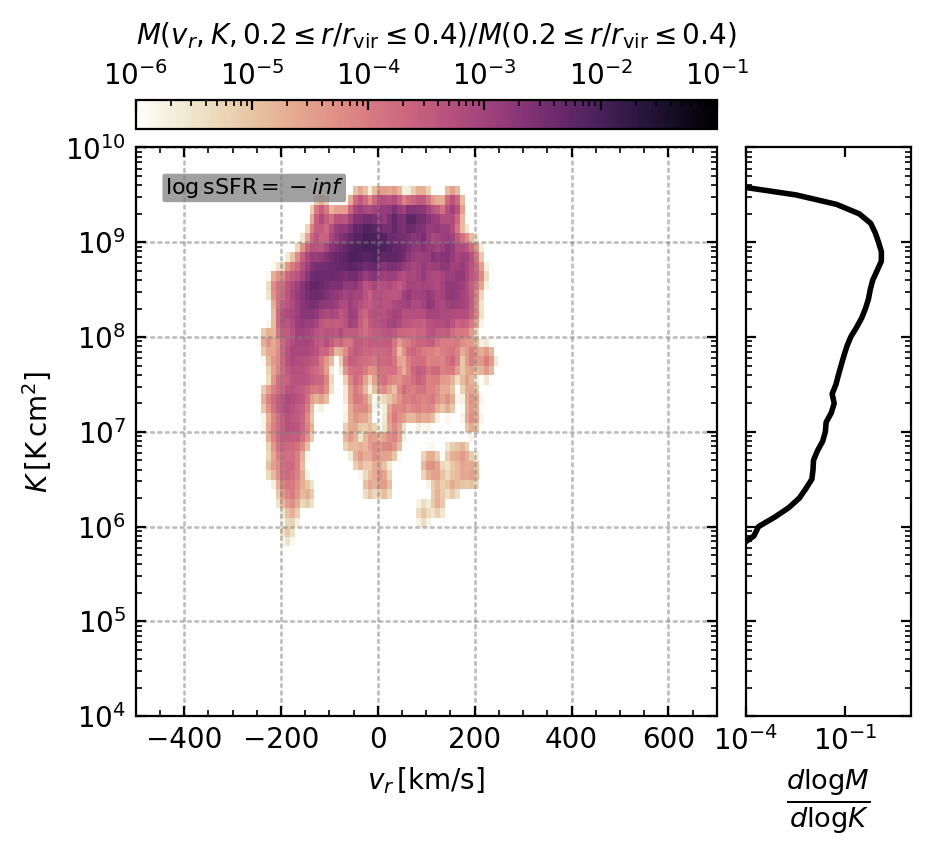 M(v_r, K, 0.2 ≤ r/r_vir ≤ 0.4)/M(0.2 ≤ r/r_vir ≤ 0.4)
10^−6 10^−5 10^−4 10^−3 10^−2 10^−1
10^10
log sSFR = −inf
10^9
10^8
10^7
10^6
10^5
10^4
K [K cm^2]
−400 −200 0 200 400 600
v_r [km/s]
10^−4 10^−1
dlogM
dlogK